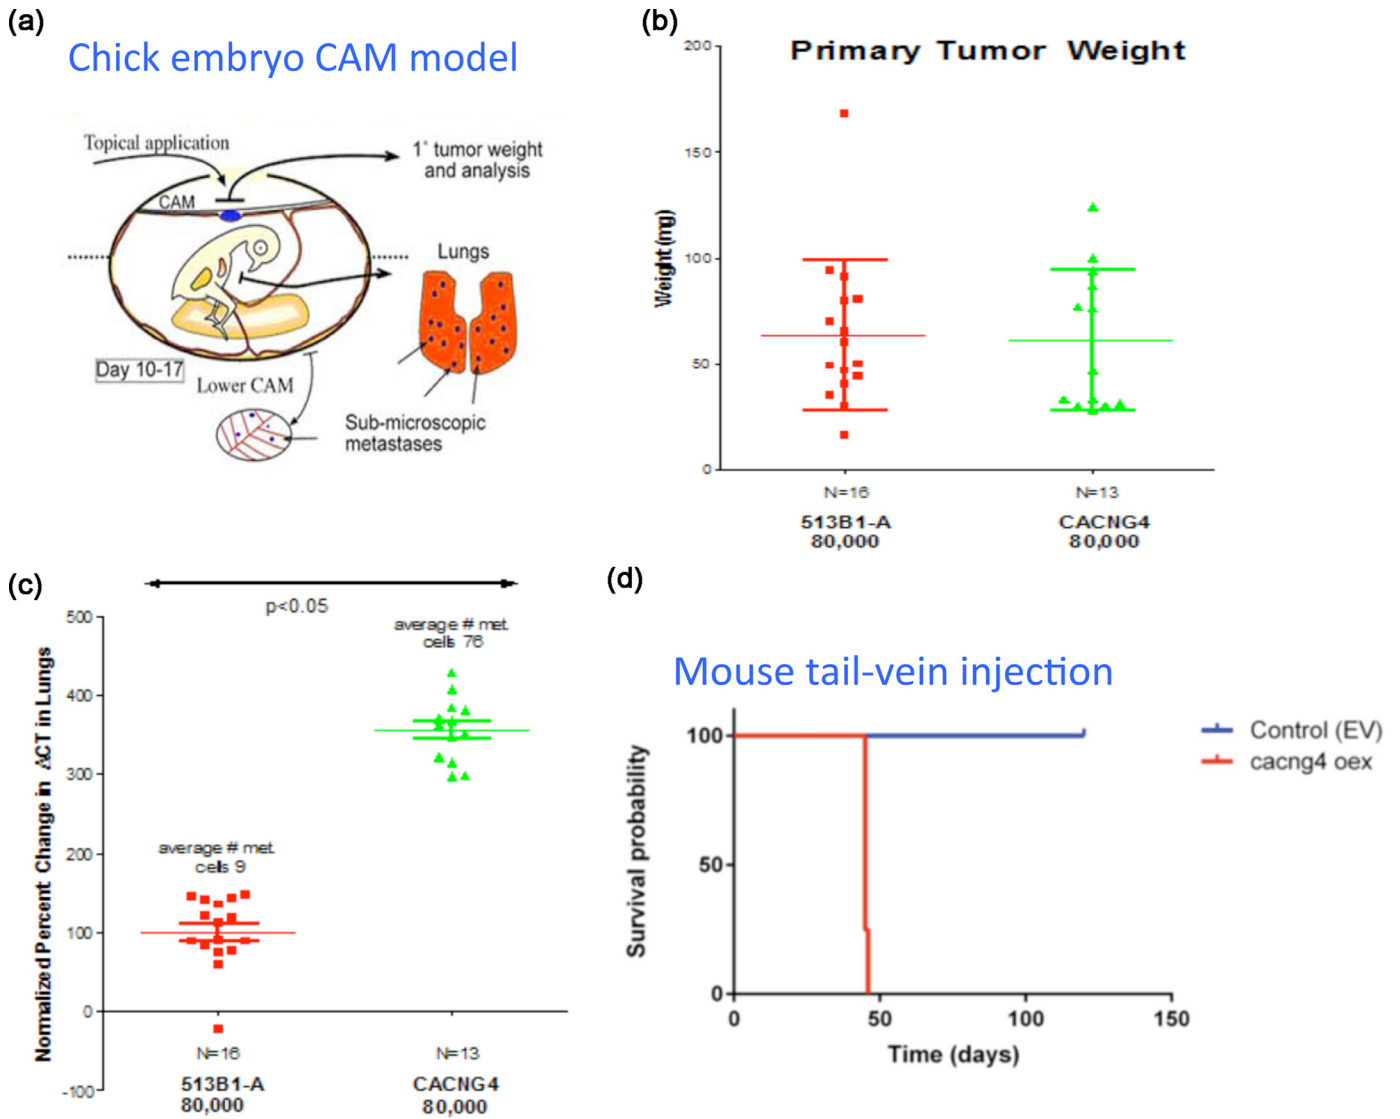 (a)
Chick embryo CAM model
Topical application
1˚ tumor weight
and analysis
CAM
Lungs
Day 10-17
Lower CAM
Sub-microscopic
metastases
(b)
Primary Tumor Weight
Weight (mg)
200
150
100
50
0
N=16
N=13
513B1-A
80,000
CACNG4
80,000
(c)
p<0.05
Normalized Percent Change in ΔCT in Lungs
500
400
300
200
100
0
-100
average # met.
cells 76
average # met.
cells 9
N=16
N=13
513B1-A
80,000
CACNG4
80,000
(d)
Mouse tail-vein injection
Survival probability
100
50
0
0
50
100
150
Time (days)
Control (EV)
cacng4 oex